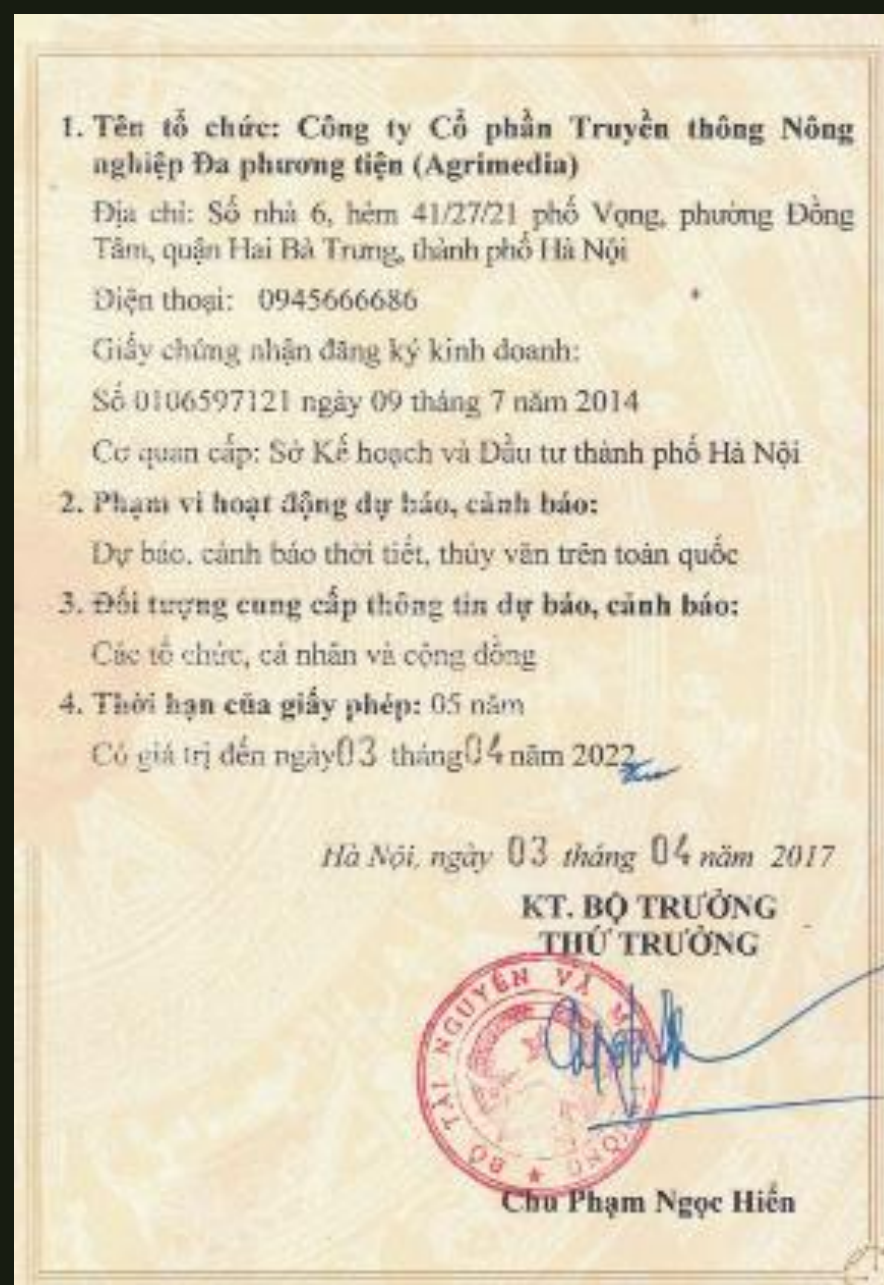 1. Tên tổ chức: Công ty Cổ phần Truyền thông Nông
nghiệp Đa phương tiện (Agrimedia)
Địa chỉ: Số nhà 6, hẻm 41/27/21 phố Vọng, phường Đồng
Tâm, quận Hai Bà Trưng, thành phố Hà Nội
Điện thoại: 0945666686
Giấy chứng nhận đăng ký kinh doanh:
Số 0106597121 ngày 09 tháng 7 năm 2014
Cơ quan cấp: Sở Kế hoạch và Đầu tư thành phố Hà Nội
2. Phạm vi hoạt động dự báo, cảnh báo:
Dự báo, cảnh báo thời tiết, thủy văn trên toàn quốc
3. Đối tượng cung cấp thông tin dự báo, cảnh báo:
Các tổ chức, cá nhân và cộng đồng
4. Thời hạn của giấy phép: 05 năm
Có giá trị đến ngày 03 tháng 04 năm 2022
Hà Nội, ngày 03 tháng 04 năm 2017
KT. BỘ TRƯỞNG
THỨ TRƯỞNG
BỘ TÀI NGUYÊN VÀ
Chu Phạm Ngọc Hiển